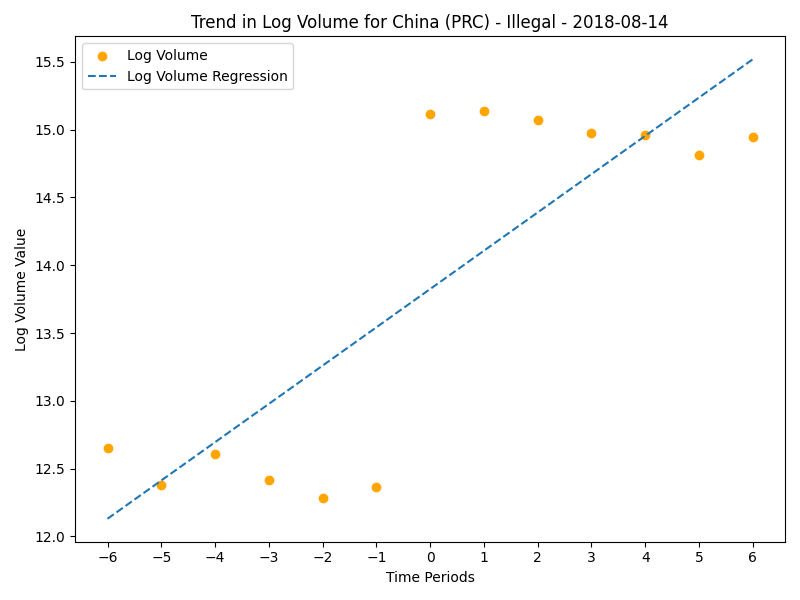 Trend in Log Volume for China (PRC) - Illegal - 2018-08-14
Log Volume
Log Volume Regression
Log Volume Value
15.5
15.0
14.5
14.0
13.5
13.0
12.5
12.0
−6 −5 −4 −3 −2 −1 0 1 2 3 4 5 6
Time Periods